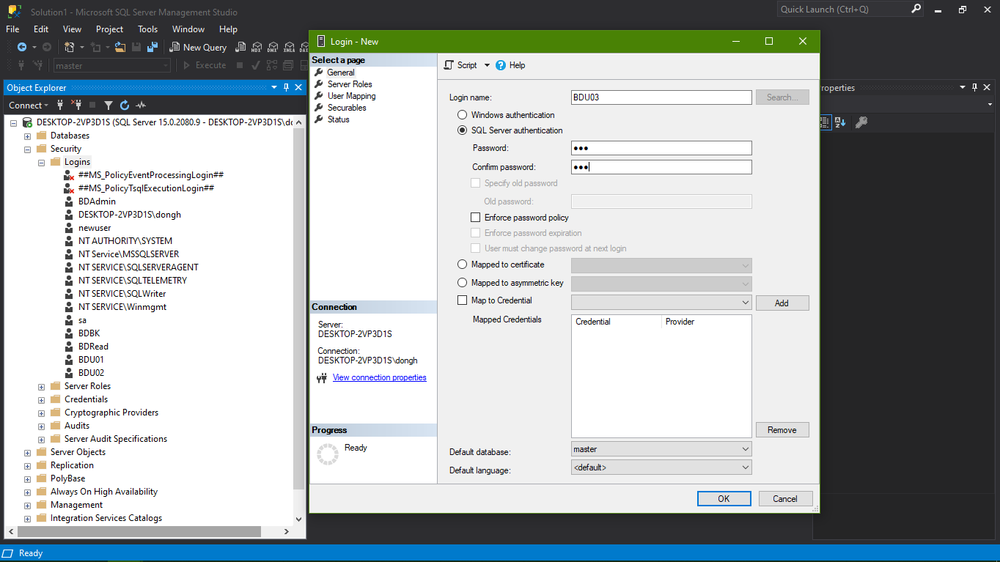 Solution1 - Microsoft SQL Server Management Studio
Quick Launch (Ctrl+Q)
File Edit View Project Tools Window Help
New Query MDX DMX XMLA DAX
master Execute
Object Explorer
Connect
DESKTOP-2VP3D1S (SQL Server 15.0.2080.9 - DESKTOP-2VP3D1S\do
Databases
Security
Logins
##MS_PolicyEventProcessingLogin##
##MS_PolicyTsqlExecutionLogin##
BDAdmin
DESKTOP-2VP3D1S\dongh
newuser
NT AUTHORITY\SYSTEM
NT Service\MSSQLSERVER
NT SERVICE\SQLSERVERAGENT
NT SERVICE\SQLTELEMETRY
NT SERVICE\SQLWriter
NT SERVICE\Winmgmt
sa
BDBK
BDRead
BDU01
BDU02
Server Roles
Credentials
Cryptographic Providers
Audits
Server Audit Specifications
Server Objects
Replication
PolyBase
Always On High Availability
Management
Integration Services Catalogs
Login - New
Select a page
General
Server Roles
User Mapping
Securables
Status
Connection
Server:
DESKTOP-2VP3D1S
Connection:
DESKTOP-2VP3D1S\dongh
View connection properties
Progress
Ready
Script Help
Login name: BDU03 Search...
Windows authentication
SQL Server authentication
Password: ●●●
Confirm password: ●●●
Specify old password
Old password:
Enforce password policy
Enforce password expiration
User must change password at next login
Mapped to certificate
Mapped to asymmetric key
Map to Credential Add
Mapped Credentials Credential Provider
Remove
Default database: master
Default language: <default>
OK Cancel
roperties
Ready